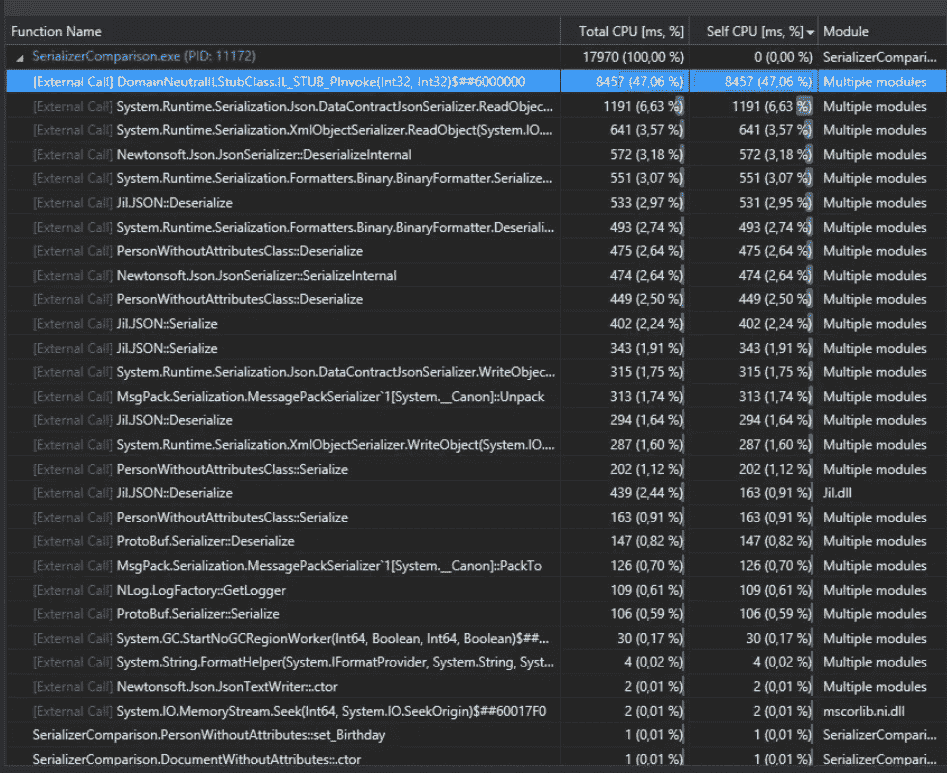 Function Name Total CPU [ms, %] Self CPU [ms, %] Module
SerializerComparison.exe (PID: 11172) 17970 (100,00 %) 0 (0,00 %) SerializerCompari...
[External Call] DomainNeutralILStubClass.IL_STUB_PInvoke(Int32, Int32)$##6000000 8457 (47,06 %) 8457 (47,06 %) Multiple modules
[External Call] System.Runtime.Serialization.Json.DataContractJsonSerializer.ReadObjec... 1191 (6,63 %) 1191 (6,63 %) Multiple modules
[External Call] System.Runtime.Serialization.XmlObjectSerializer.ReadObject(System.IO.... 641 (3,57 %) 641 (3,57 %) Multiple modules
[External Call] Newtonsoft.Json.JsonSerializer::DeserializeInternal 572 (3,18 %) 572 (3,18 %) Multiple modules
[External Call] System.Runtime.Serialization.Formatters.Binary.BinaryFormatter.Serialize... 551 (3,07 %) 551 (3,07 %) Multiple modules
[External Call] Jil.JSON::Deserialize 533 (2,97 %) 531 (2,95 %) Multiple modules
[External Call] System.Runtime.Serialization.Formatters.Binary.BinaryFormatter.Deseriali... 493 (2,74 %) 493 (2,74 %) Multiple modules
[External Call] PersonWithoutAttributesClass::Deserialize 475 (2,64 %) 475 (2,64 %) Multiple modules
[External Call] Newtonsoft.Json.JsonSerializer::SerializeInternal 474 (2,64 %) 474 (2,64 %) Multiple modules
[External Call] PersonWithoutAttributesClass::Deserialize 449 (2,50 %) 449 (2,50 %) Multiple modules
[External Call] Jil.JSON::Serialize 402 (2,24 %) 402 (2,24 %) Multiple modules
[External Call] Jil.JSON::Serialize 343 (1,91 %) 343 (1,91 %) Multiple modules
[External Call] System.Runtime.Serialization.Json.DataContractJsonSerializer.WriteObjec... 315 (1,75 %) 315 (1,75 %) Multiple modules
[External Call] MsgPack.Serialization.MessagePackSerializer`1[System.__Canon]::Unpack 313 (1,74 %) 313 (1,74 %) Multiple modules
[External Call] Jil.JSON::Deserialize 294 (1,64 %) 294 (1,64 %) Multiple modules
[External Call] System.Runtime.Serialization.XmlObjectSerializer.WriteObject(System.IO.... 287 (1,60 %) 287 (1,60 %) Multiple modules
[External Call] PersonWithoutAttributesClass::Serialize 202 (1,12 %) 202 (1,12 %) Multiple modules
[External Call] Jil.JSON::Deserialize 439 (2,44 %) 163 (0,91 %) Jil.dll
[External Call] PersonWithoutAttributesClass::Serialize 163 (0,91 %) 163 (0,91 %) Multiple modules
[External Call] ProtoBuf.Serializer::Deserialize 147 (0,82 %) 147 (0,82 %) Multiple modules
[External Call] MsgPack.Serialization.MessagePackSerializer`1[System.__Canon]::PackTo 126 (0,70 %) 126 (0,70 %) Multiple modules
[External Call] NLog.LogFactory::GetLogger 109 (0,61 %) 109 (0,61 %) Multiple modules
[External Call] ProtoBuf.Serializer::Serialize 106 (0,59 %) 106 (0,59 %) Multiple modules
[External Call] System.GC.StartNoGCRegionWorker(Int64, Boolean, Int64, Boolean)$##... 30 (0,17 %) 30 (0,17 %) Multiple modules
[External Call] System.String.FormatHelper(System.IFormatProvider, System.String, Syst... 4 (0,02 %) 4 (0,02 %) Multiple modules
[External Call] Newtonsoft.Json.JsonTextWriter::.ctor 2 (0,01 %) 2 (0,01 %) Multiple modules
[External Call] System.IO.MemoryStream.Seek(Int64, System.IO.SeekOrigin)$##60017F0 2 (0,01 %) 2 (0,01 %) mscorlib.ni.dll
SerializerComparison.PersonWithoutAttributes::set_Birthday 1 (0,01 %) 1 (0,01 %) SerializerCompari...
SerializerComparison.DocumentWithoutAttributes::.ctor 1 (0,01 %) 1 (0,01 %) SerializerCompari...